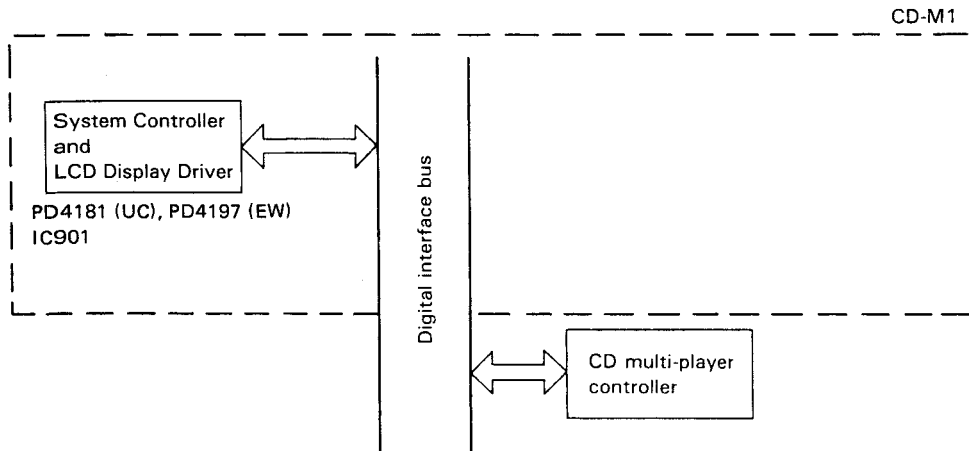 CD-M1
System Controller
and
LCD Display Driver
PD4181 (UC), PD4197 (EW)
IC901
Digital interface bus
CD multi-player
controller